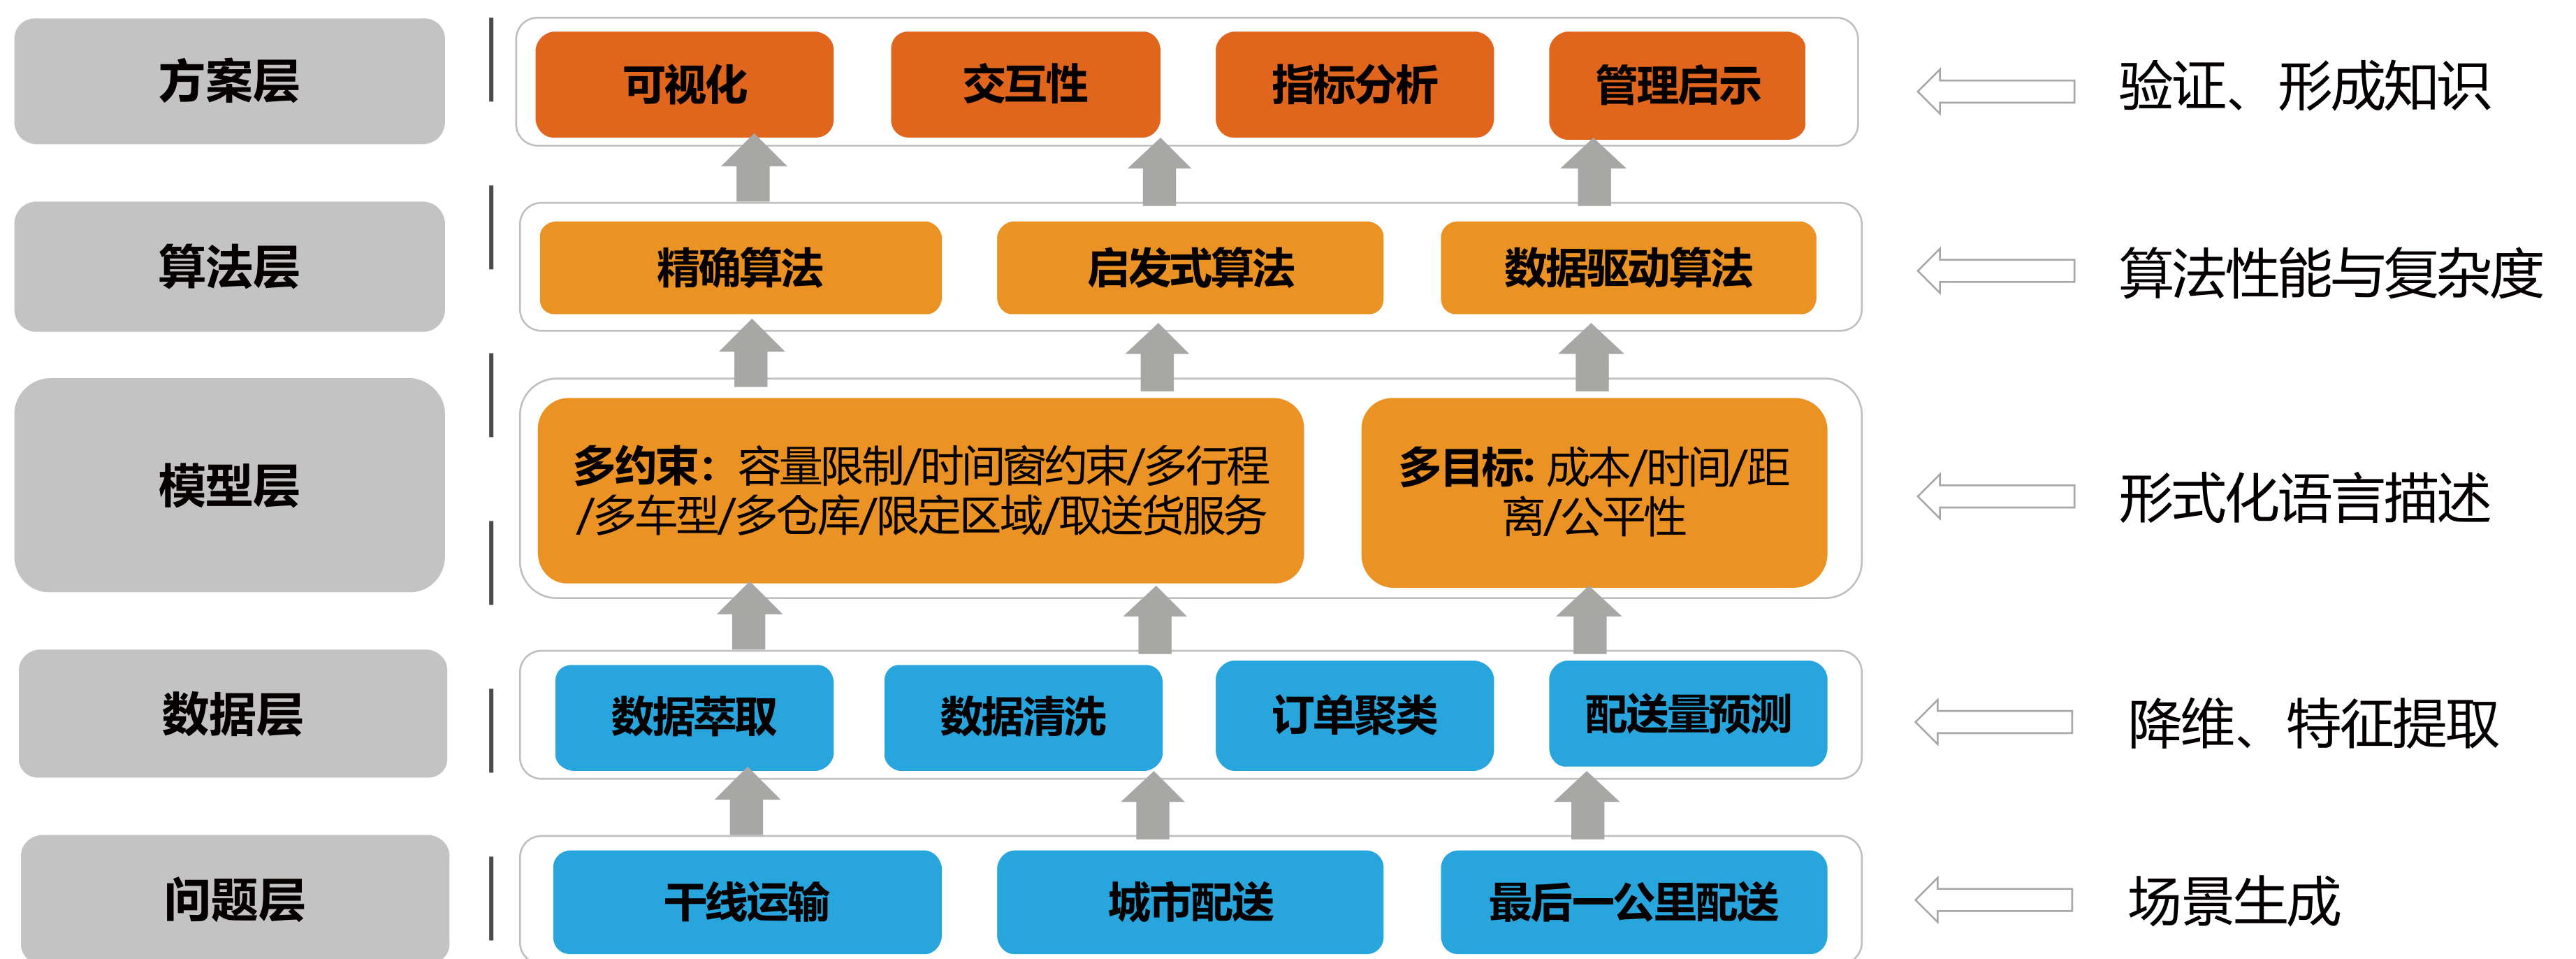 方案层
可视化
交互性
指标分析
管理启示
验证、形成知识
算法层
精确算法
启发式算法
数据驱动算法
算法性能与复杂度
模型层
多约束：容量限制/时间窗约束/多行程
/多车型/多仓库/限定区域/取送货服务
多目标:成本/时间/距
离/公平性
形式化语言描述
数据层
数据萃取
数据清洗
订单聚类
配送量预测
降维、特征提取
问题层
干线运输
城市配送
最后一公里配送
场景生成